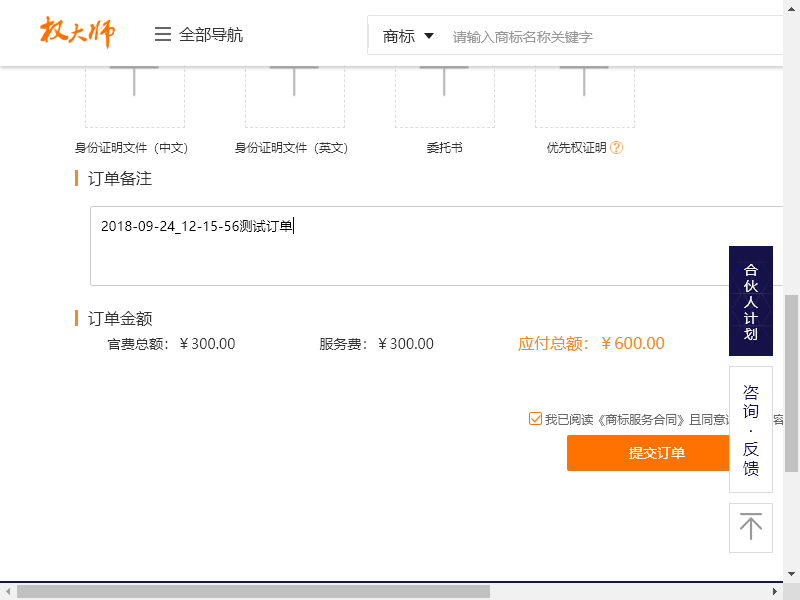 权大师
全部导航
商标
请输入商标名称关键字
身份证明文件（中文） 身份证明文件（英文） 委托书 优先权证明 ?
订单备注
2018-09-24_12-15-56测试订单
合伙人计划
订单金额
官费总额：￥300.00 服务费：￥300.00 应付总额：￥600.00
咨询·反馈
我已阅读《商标服务合同》且同意
容
提交订单